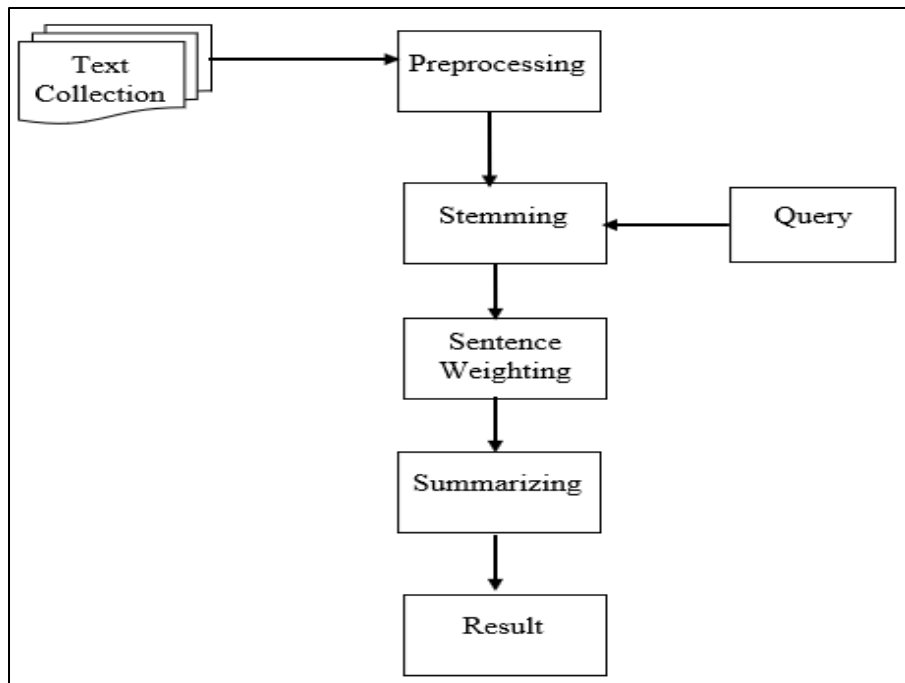 Text
Collection
Preprocessing
Stemming
Query
Sentence
Weighting
Summarizing
Result